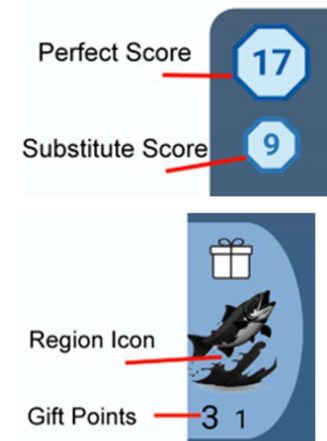 Perfect Score
17
Substitute Score
9
Region Icon
Gift Points
3 1